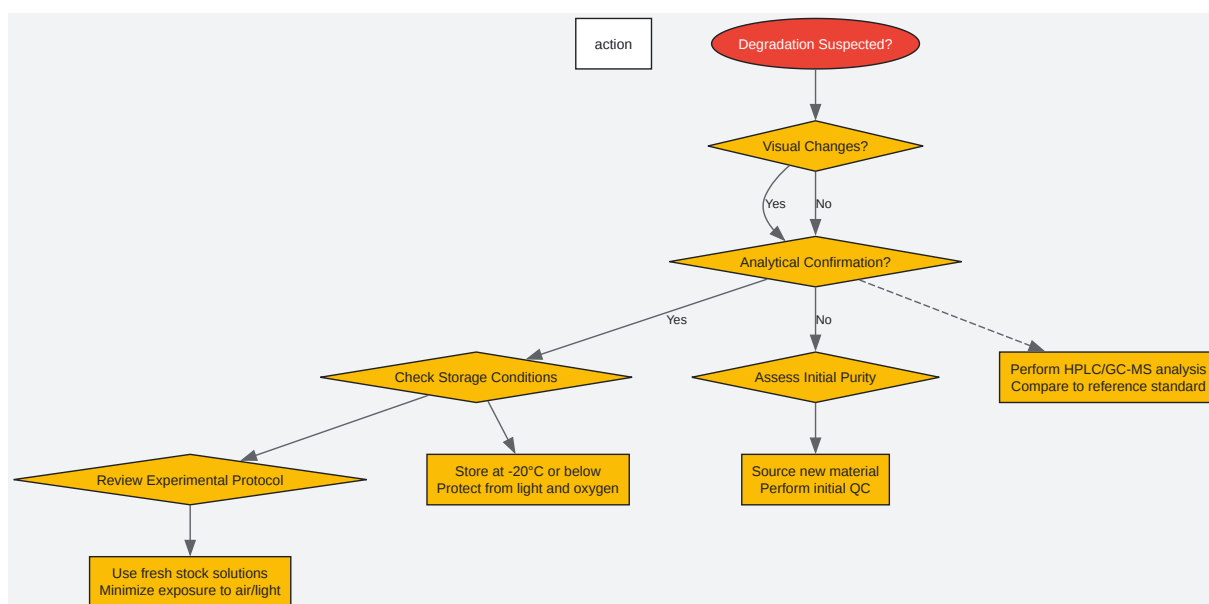 action
Degradation Suspected?
Visual Changes?
Yes
No
Analytical Confirmation?
Yes
No
Check Storage Conditions
Assess Initial Purity
Perform HPLC/GC-MS analysis
Compare to reference standard
Review Experimental Protocol
Store at -20°C or below
Protect from light and oxygen
Source new material
Perform initial QC
Use fresh stock solutions
Minimize exposure to air/light